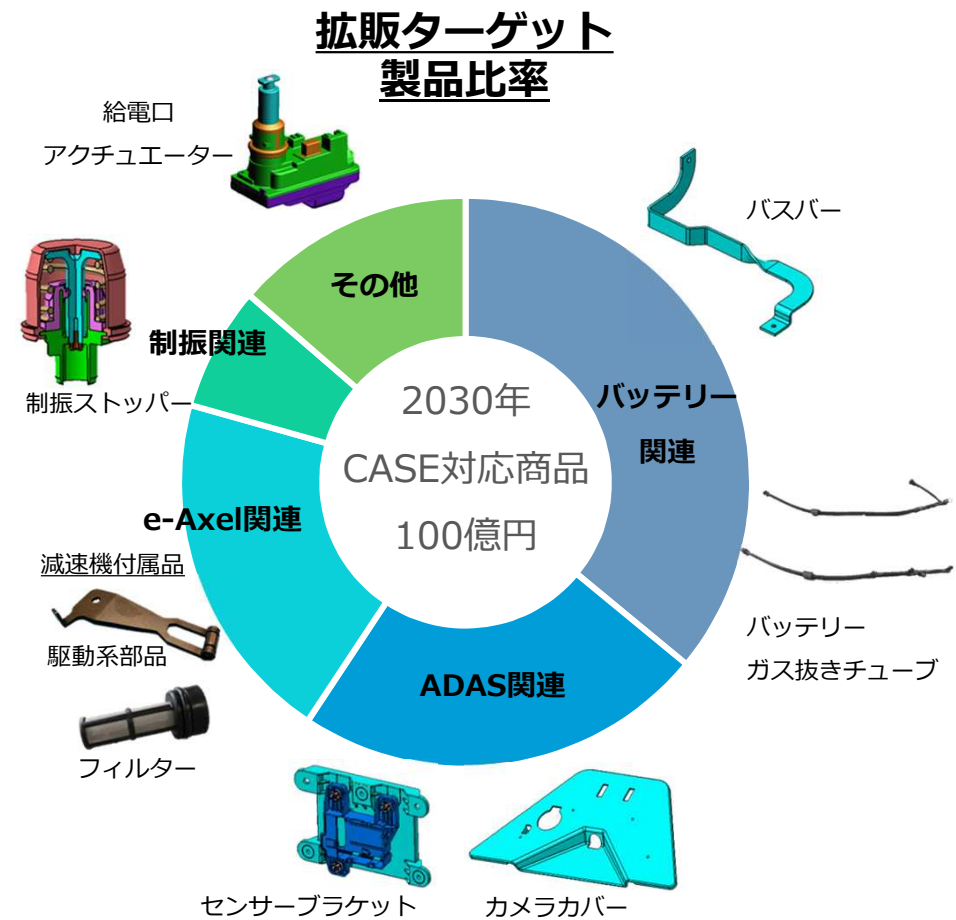 拡販ターゲット
製品比率
給電口
アクチュエーター
バスバー
その他
制振関連
制振ストッパー
2030年
CASE対応商品
100億円
バッテリー
関連
e-Axel関連
減速機付属品
駆動系部品
フィルター
バッテリー
ガス抜きチューブ
ADAS関連
センサーブラケット
カメラカバー